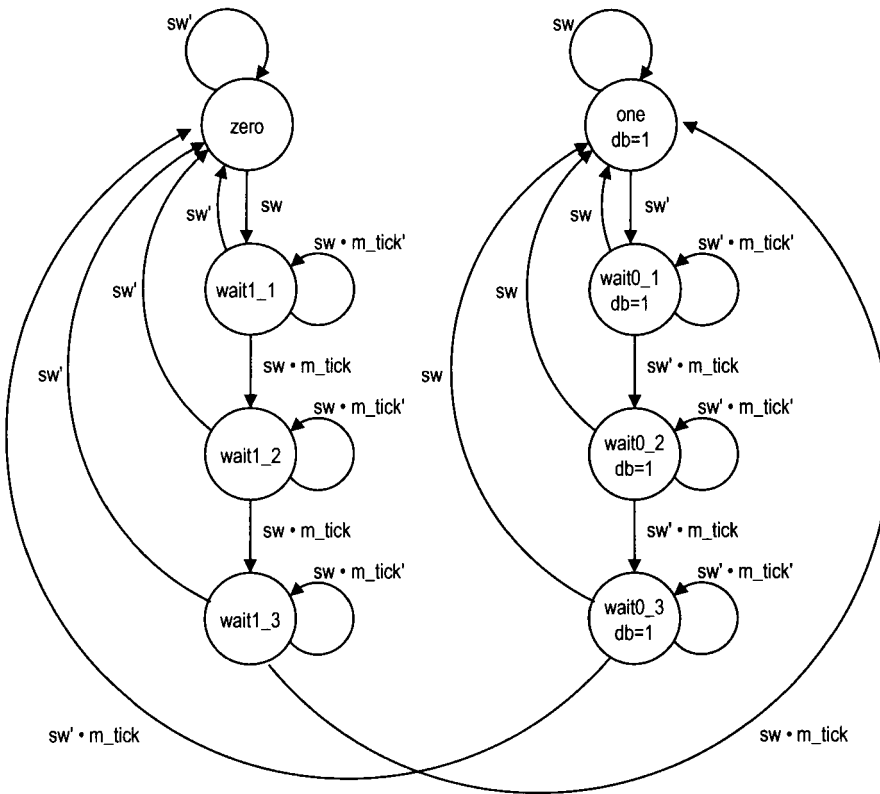 sw'
sw
zero
one
db=1
sw'
sw
sw
sw'
sw • m_tick'
sw' • m_tick'
wait1_1
wait0_1
db=1
sw'
sw
sw • m_tick
sw' • m_tick
sw'
sw
sw • m_tick'
sw' • m_tick'
wait1_2
wait0_2
db=1
sw • m_tick
sw' • m_tick
sw • m_tick'
sw' • m_tick'
wait1_3
wait0_3
db=1
sw' • m_tick
sw • m_tick